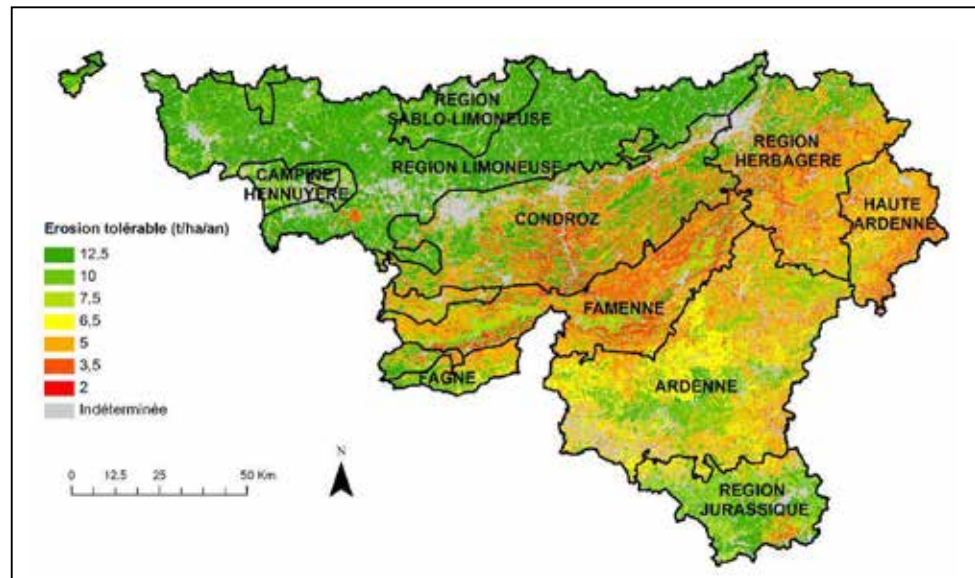 REGION
SABLO-LIMONEUSE
REGION LIMONEUSE
REGION
HERBAGERE
CAMPINE
HENNUYÈRE
CONDROZ
HAUTE
ARDENNE
Erosion tolérable (t/ha/an)
12,5
10
7,5
6,5
5
3,5
2
Indéterminée
FAMENNE
FAGNE
ARDENNE
N
0 12,5 25 50 Km
REGION
JURASSIQUE